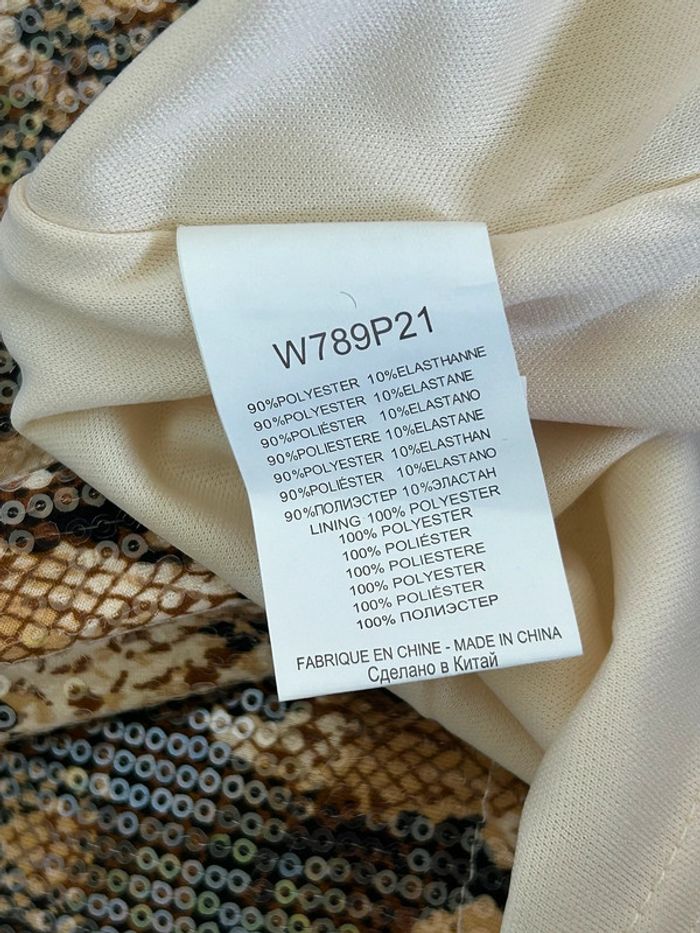 W789P21
90%POLYESTER 10%ELASTHANNE
90%POLYESTER 10%ELASTANE
90%POLIÉSTER 10%ELASTANO
90%POLIESTERE 10%ELASTANE
90%POLYESTER 10%ELASTHAN
90%POLIÉSTER 10%ELASTANO
90%ПОЛИЭСТЕР 10%ЭЛАСТАН
LINING 100% POLYESTER
100% POLYESTER
100% POLIÉSTER
100% POLIESTERE
100% POLYESTER
100% POLIÉSTER
100% ПОЛИЭСТЕР
FABRIQUE EN CHINE - MADE IN CHINA
Сделано в Китай